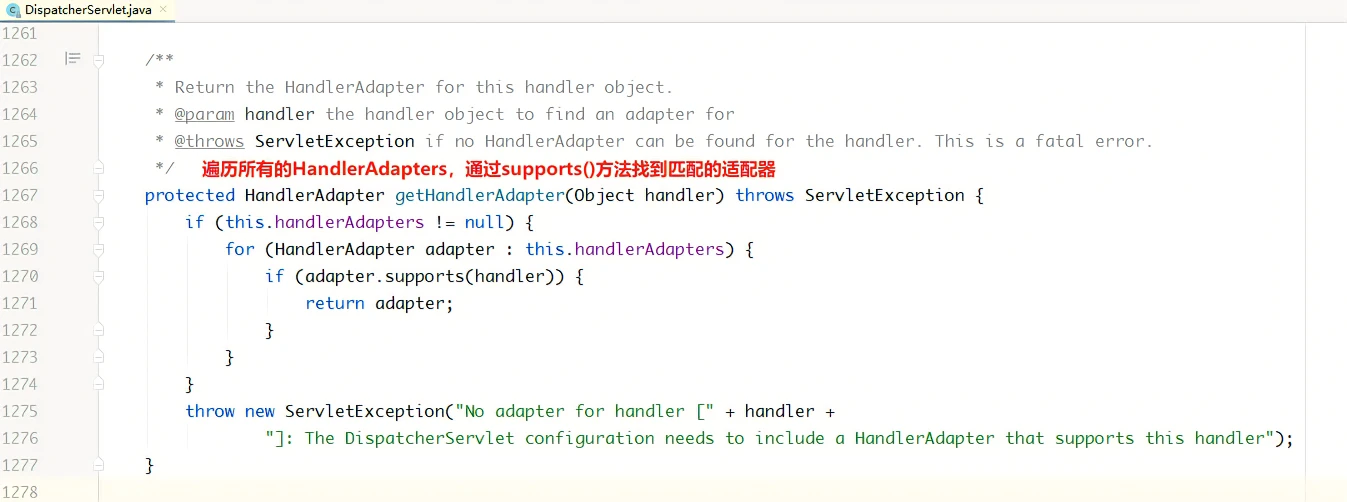 DispatcherServlet.java
1261
1262 /**
1263 * Return the HandlerAdapter for this handler object.
1264 * @param handler the handler object to find an adapter for
1265 * @throws ServletException if no HandlerAdapter can be found for the handler. This is a fatal error.
1266 */ 遍历所有的HandlerAdapters，通过supports()方法找到匹配的适配器
1267 protected HandlerAdapter getHandlerAdapter(Object handler) throws ServletException {
1268 if (this.handlerAdapters != null) {
1269 for (HandlerAdapter adapter : this.handlerAdapters) {
1270 if (adapter.supports(handler)) {
1271 return adapter;
1272 }
1273 }
1274 }
1275 throw new ServletException("No adapter for handler [" + handler +
1276 "]: The DispatcherServlet configuration needs to include a HandlerAdapter that supports this handler");
1277 }
1278